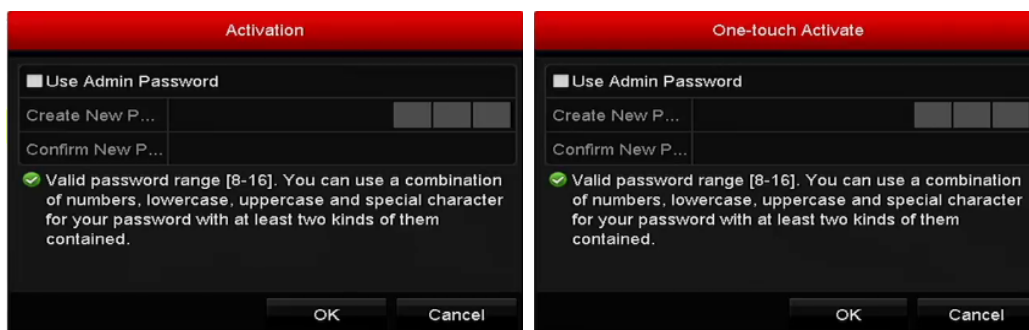 Activation
Use Admin Password
Create New P...
Confirm New P...
Valid password range [8-16]. You can use a combination
of numbers, lowercase, uppercase and special character
for your password with at least two kinds of them
contained.
OK Cancel
One-touch Activate
Use Admin Password
Create New P...
Confirm New P...
Valid password range [8-16]. You can use a combination
of numbers, lowercase, uppercase and special character
for your password with at least two kinds of them
contained.
OK Cancel